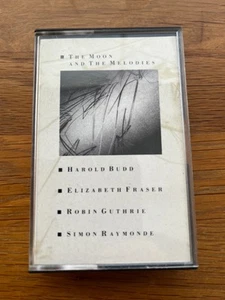 ■ The Moon
and The Melodies
■ Harold Budd
■ Elizabeth Fraser
■ Robin Guthrie
■ Simon Raymonde